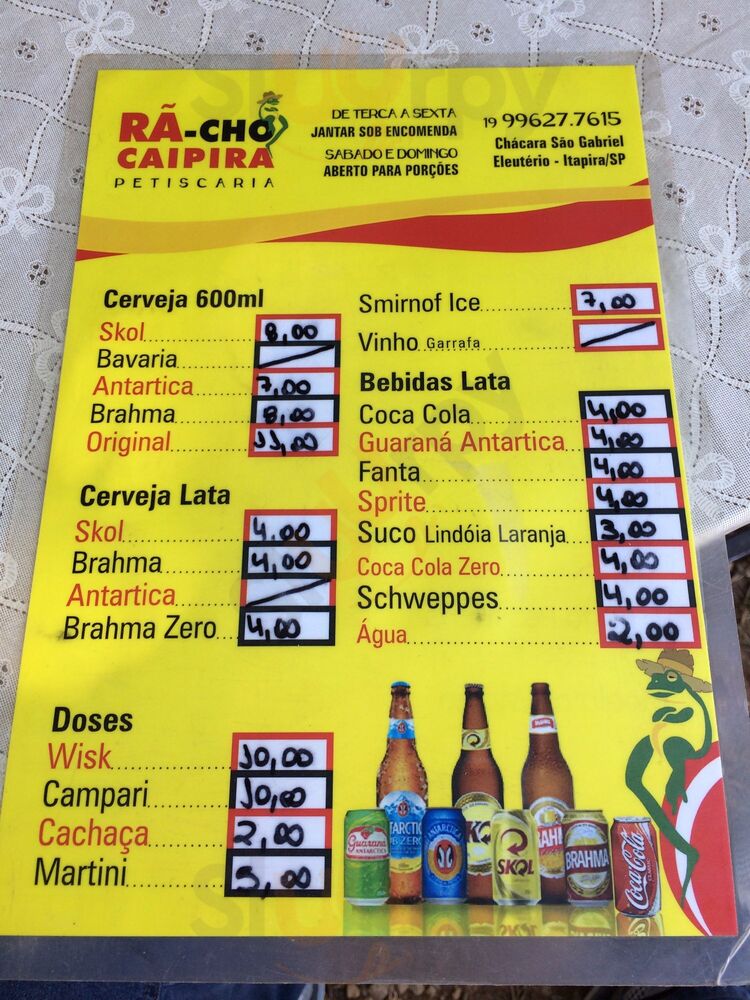 RÃ-CHO
CAIPIRA
PETISCARIA
DE TERCA A SEXTA
JANTAR SOB ENCOMENDA
SABADO E DOMINGO
ABERTO PARA PORÇÕES
19 99627.7615
Chácara São Gabriel
Eleutério - Itapira/SP
Cerveja 600ml
Skol 8,00
Bavaria
Antartica 7,00
Brahma 8,00
Original 11,00
Cerveja Lata
Skol 4,00
Brahma 4,00
Antartica
Brahma Zero 4,00
Doses
Wisk 10,00
Campari 10,00
Cachaça 2,00
Martini 5,00
Smirnof Ice 7,00
Vinho Garrafa
Bebidas Lata
Coca Cola 4,00
Guaraná Antartica 4,00
Fanta 4,00
Sprite 4,00
Suco Lindóia Laranja 3,00
Coca Cola Zero 4,00
Schweppes 4,00
Água 2,00
Guaraná
ANTARCTICA
ANTARCTICA
SKOL
BRAHMA
Coca-Cola